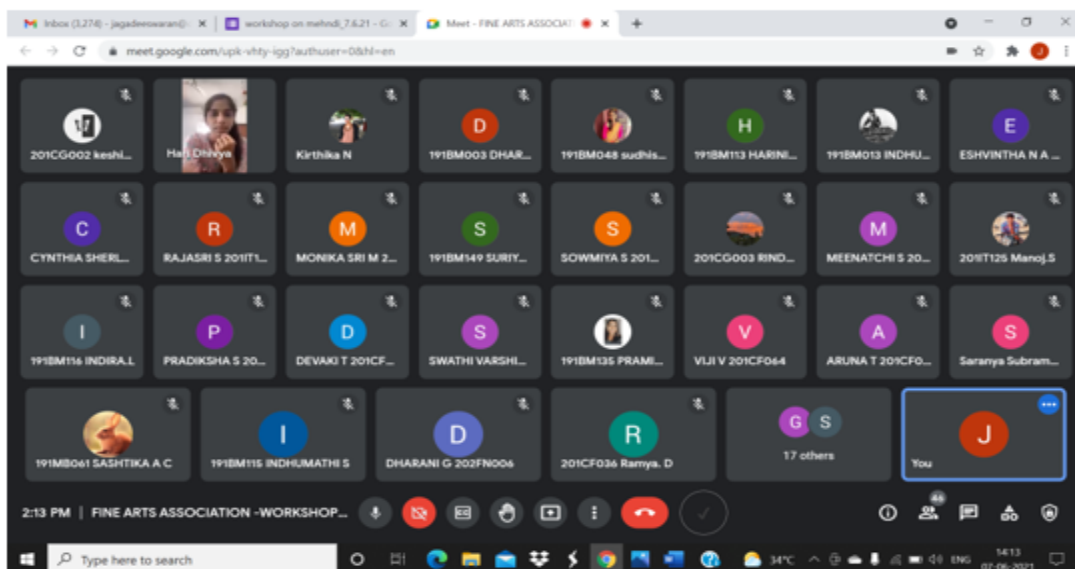 Inbox (3,274) - jagadeeswaran@
workshop on mehndi_7.6.21 - Go
Meet - FINE ARTS ASSOCIAT
meet.google.com/upk-vhty-igg?authuser=0&hl=en
J
201CG002 keshi...
Hari Dhivya
Kirthika N
D
191BM003 DHAR...
191BM048 sudhis...
H
191BM113 HARINI...
191BM013 INDHU...
E
ESHVINTHA N A ...
C
CYNTHIA SHERL...
R
RAJASRI S 201IT1...
M
MONIKA SRI M 2...
S
191BM149 SURIY...
S
SOWMIYA S 201...
201CG003 RIND...
M
MEENATCHI S 20...
201IT125 Manoj.S
I
191BM116 INDIRA.L
P
PRADIKSHA S 20...
D
DEVAKI T 201CF...
S
SWATHI VARSHI...
191BM135 PRAMI...
V
VIJI V 201CF064
A
ARUNA T 201CF0...
S
Saranya Subram...
191MB061 SASHTIKA A C
I
191BM115 INDHUMATHI S
D
DHARANI G 202FN006
R
201CF036 Ramya. D
G S
17 others
J
You
2:13 PM | FINE ARTS ASSOCIATION -WORKSHOP...
46
Type here to search
34°C
ENG
14:13
07-06-2021